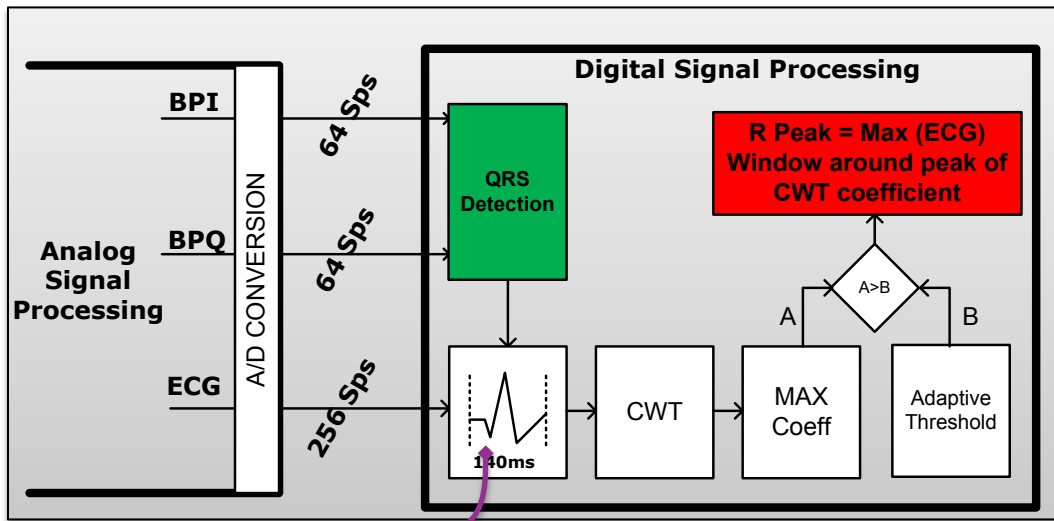 Digital Signal Processing
BPI
64 Sps
BPQ
64 Sps
ECG
256 Sps
Analog
Signal
Processing
A/D CONVERSION
QRS
Detection
R Peak = Max (ECG)
Window around peak of
CWT coefficient
A>B
A
B
140ms
CWT
MAX
Coeff
Adaptive
Threshold